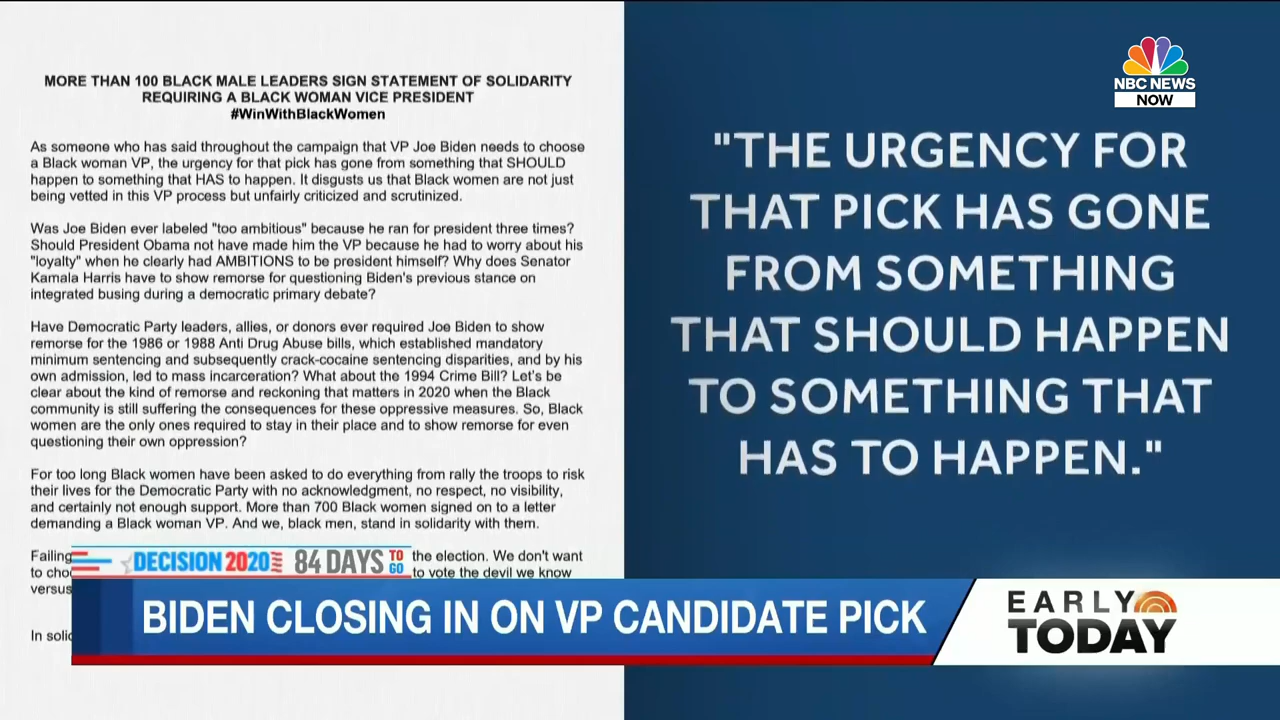 MORE THAN 100 BLACK MALE LEADERS SIGN STATEMENT OF SOLIDARITY
REQUIRING A BLACK WOMAN VICE PRESIDENT
#WinWithBlackWomen
As someone who has said throughout the campaign that VP Joe Biden needs to choose
a Black woman VP, the urgency for that pick has gone from something that SHOULD
happen to something that HAS to happen. It disgusts us that Black women are not just
being vetted in this VP process but unfairly criticized and scrutinized.
Was Joe Biden ever labeled "too ambitious" because he ran for president three times?
Should President Obama not have made him the VP because he had to worry about his
"loyalty" when he clearly had AMBITIONS to be president himself? Why does Senator
Kamala Harris have to show remorse for questioning Biden's previous stance on
integrated busing during a democratic primary debate?
Have Democratic Party leaders, allies, or donors ever required Joe Biden to show
remorse for the 1986 or 1988 Anti Drug Abuse bills, which established mandatory
minimum sentencing and subsequently crack-cocaine sentencing disparities, and by his
own admission, led to mass incarceration? What about the 1994 Crime Bill? Let's be
clear about the kind of remorse and reckoning that matters in 2020 when the Black
community is still suffering the consequences for these oppressive measures. So, Black
women are the only ones required to stay in their place and to show remorse for even
questioning their own oppression?
For too long Black women have been asked to do everything from rally the troops to risk
their lives for the Democratic Party with no acknowledgment, no respect, no visibility,
and certainly not enough support. More than 700 Black women signed on to a letter
demanding a Black woman VP. And we, black men, stand in solidarity with them.
Failing the election. We don't want
to to vote the devil we know
versus
In
NBC NEWS
NOW
"THE URGENCY FOR
THAT PICK HAS GONE
FROM SOMETHING
THAT SHOULD HAPPEN
TO SOMETHING THAT
HAS TO HAPPEN."
DECISION 2020 84 DAYS TO GO
BIDEN CLOSING IN ON VP CANDIDATE PICK
EARLY
TODAY